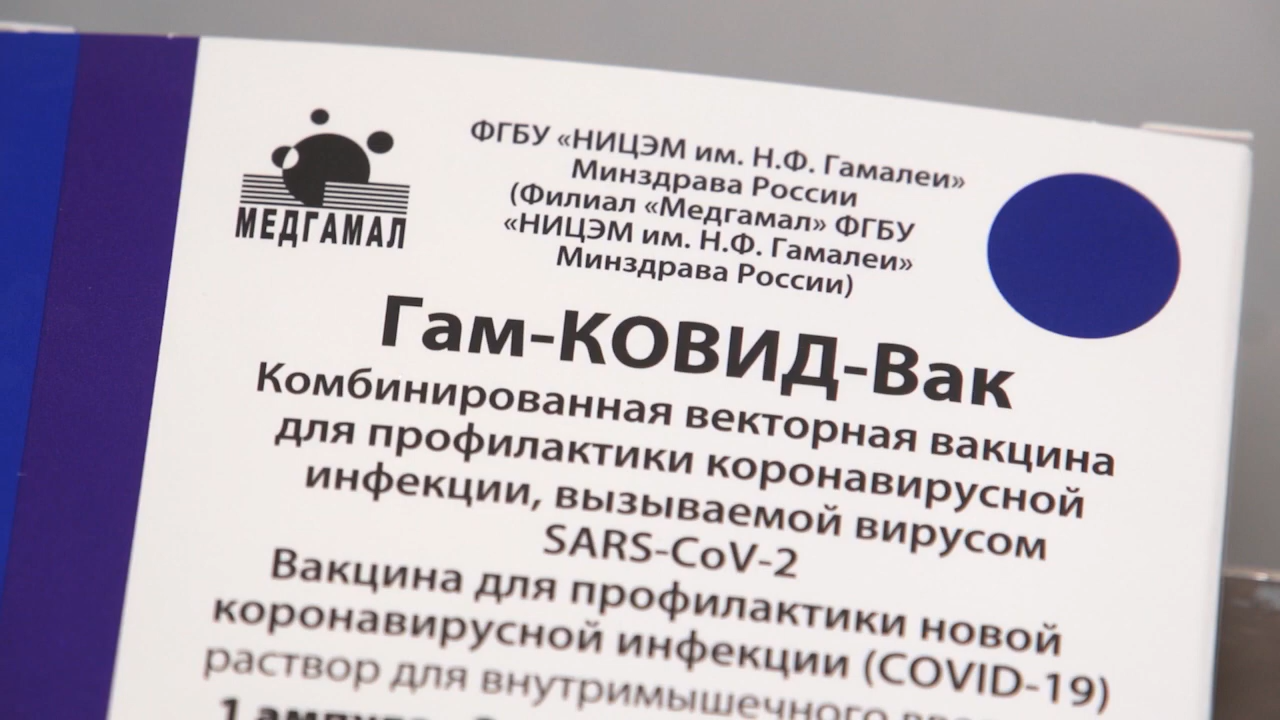 МЕДГАМАЛ
ФГБУ «НИЦЭМ им. Н.Ф. Гамалеи»
Минздрава России
(Филиал «Медгамал» ФГБУ
«НИЦЭМ им. Н.Ф. Гамалеи»
Минздрава России)
Гам-КОВИД-Вак
Комбинированная векторная вакцина
для профилактики коронавирусной
инфекции, вызываемой вирусом
SARS-CoV-2
Вакцина для профилактики новой
коронавирусной инфекции (COVID-19)
раствор для внутримышечного
1